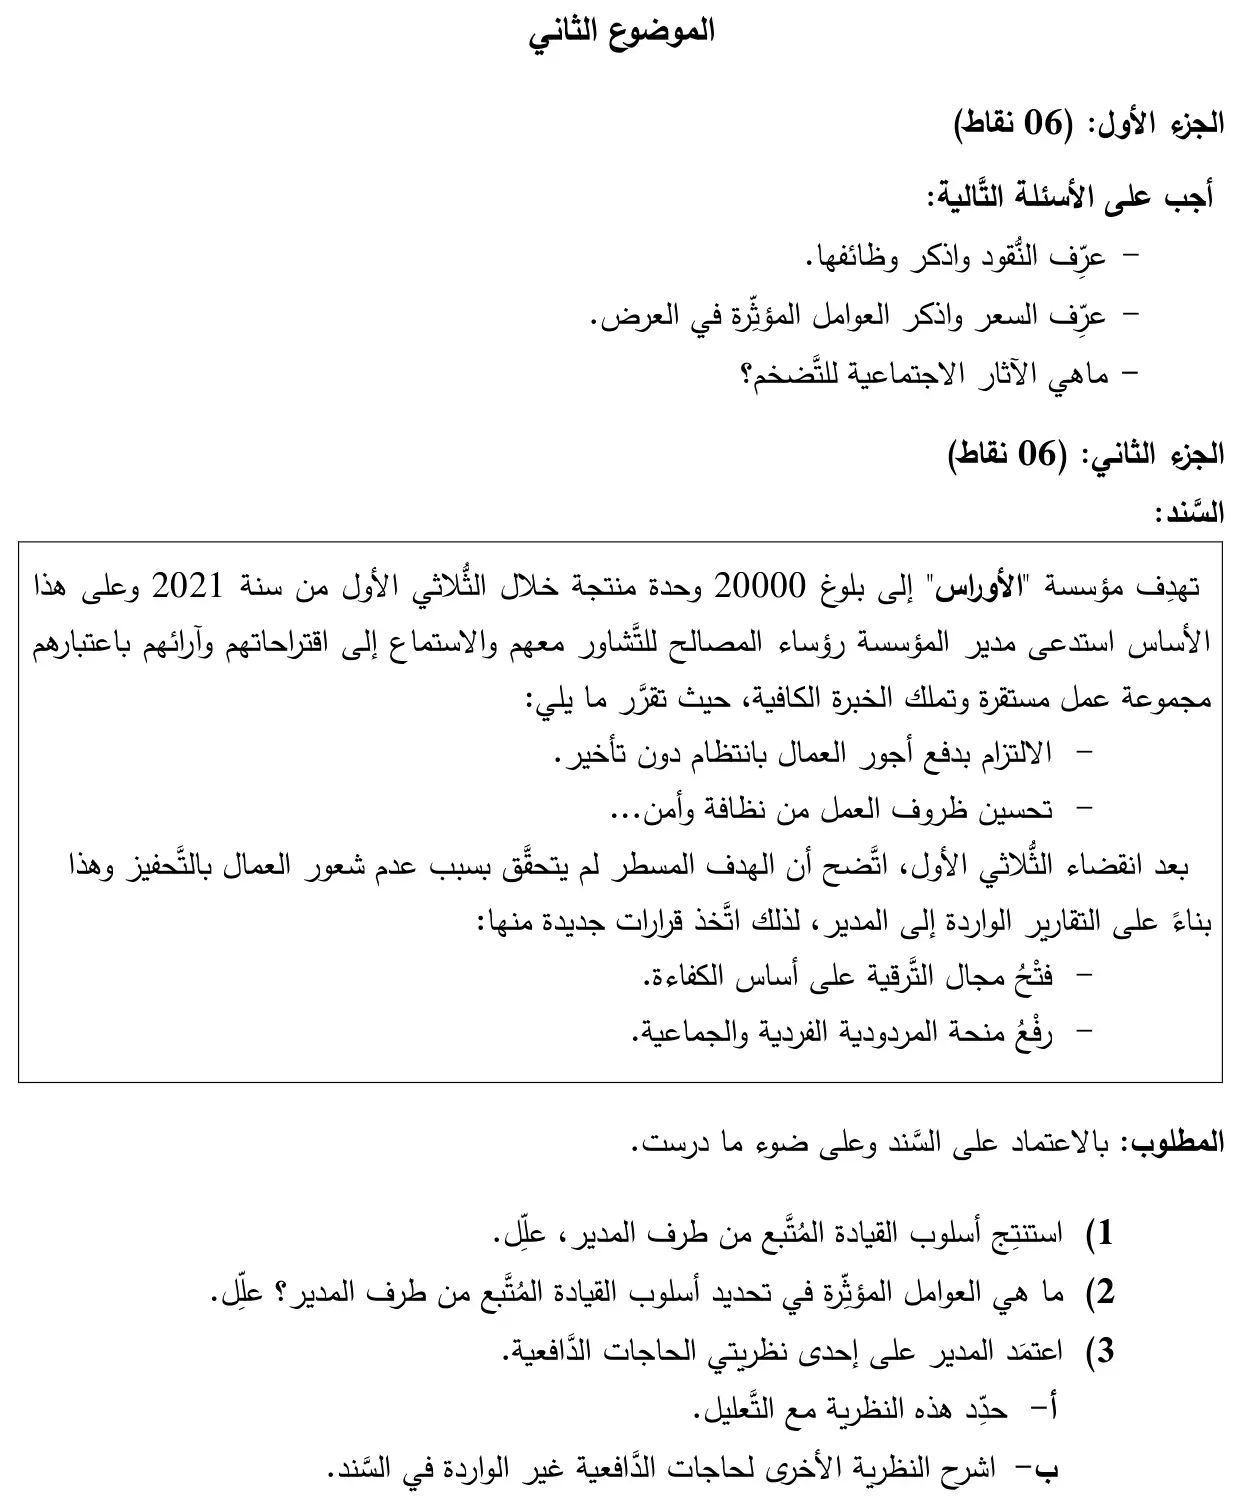 الموضوع الثاني
الجزء الأول: (06 نقاط)
أجب على الأسئلة التَّالية:
- عرِّف النُّقود واذكر وظائفها.
- عرِّف السعر واذكر العوامل المؤثِّرة في العرض.
- ماهي الآثار الاجتماعية للتَّضخم؟
الجزء الثاني: (06 نقاط)
السَّند:
تهدِف مؤسسة "الأوراس" إلى بلوغ 20000 وحدة منتجة خلال الثُّلاثي الأول من سنة 2021 وعلى هذا
الأساس استدعى مدير المؤسسة رؤساء المصالح للتَّشاور معهم والاستماع إلى اقتراحاتهم وآرائهم باعتبارهم
مجموعة عمل مستقرة وتملك الخبرة الكافية، حيث تقرَّر ما يلي:
- الالتزام بدفع أجور العمال بانتظام دون تأخير.
- تحسين ظروف العمل من نظافة وأمن...
بعد انقضاء الثُّلاثي الأول، اتَّضح أن الهدف المسطر لم يتحقَّق بسبب عدم شعور العمال بالتَّحفيز وهذا
بناءً على التقارير الواردة إلى المدير، لذلك اتَّخذ قرارات جديدة منها:
- فتْحُ مجال التَّرقية على أساس الكفاءة.
- رفْعُ منحة المردودية الفردية والجماعية.
المطلوب: بالاعتماد على السَّند وعلى ضوء ما درست.
1) استنتِج أسلوب القيادة المُتَّبع من طرف المدير، علِّل.
2) ما هي العوامل المؤثِّرة في تحديد أسلوب القيادة المُتَّبع من طرف المدير؟ علِّل.
3) اعتمَد المدير على إحدى نظريتي الحاجات الدَّافعية.
أ- حدِّد هذه النظرية مع التَّعليل.
ب- اشرح النظرية الأخرى لحاجات الدَّافعية غير الواردة في السَّند.